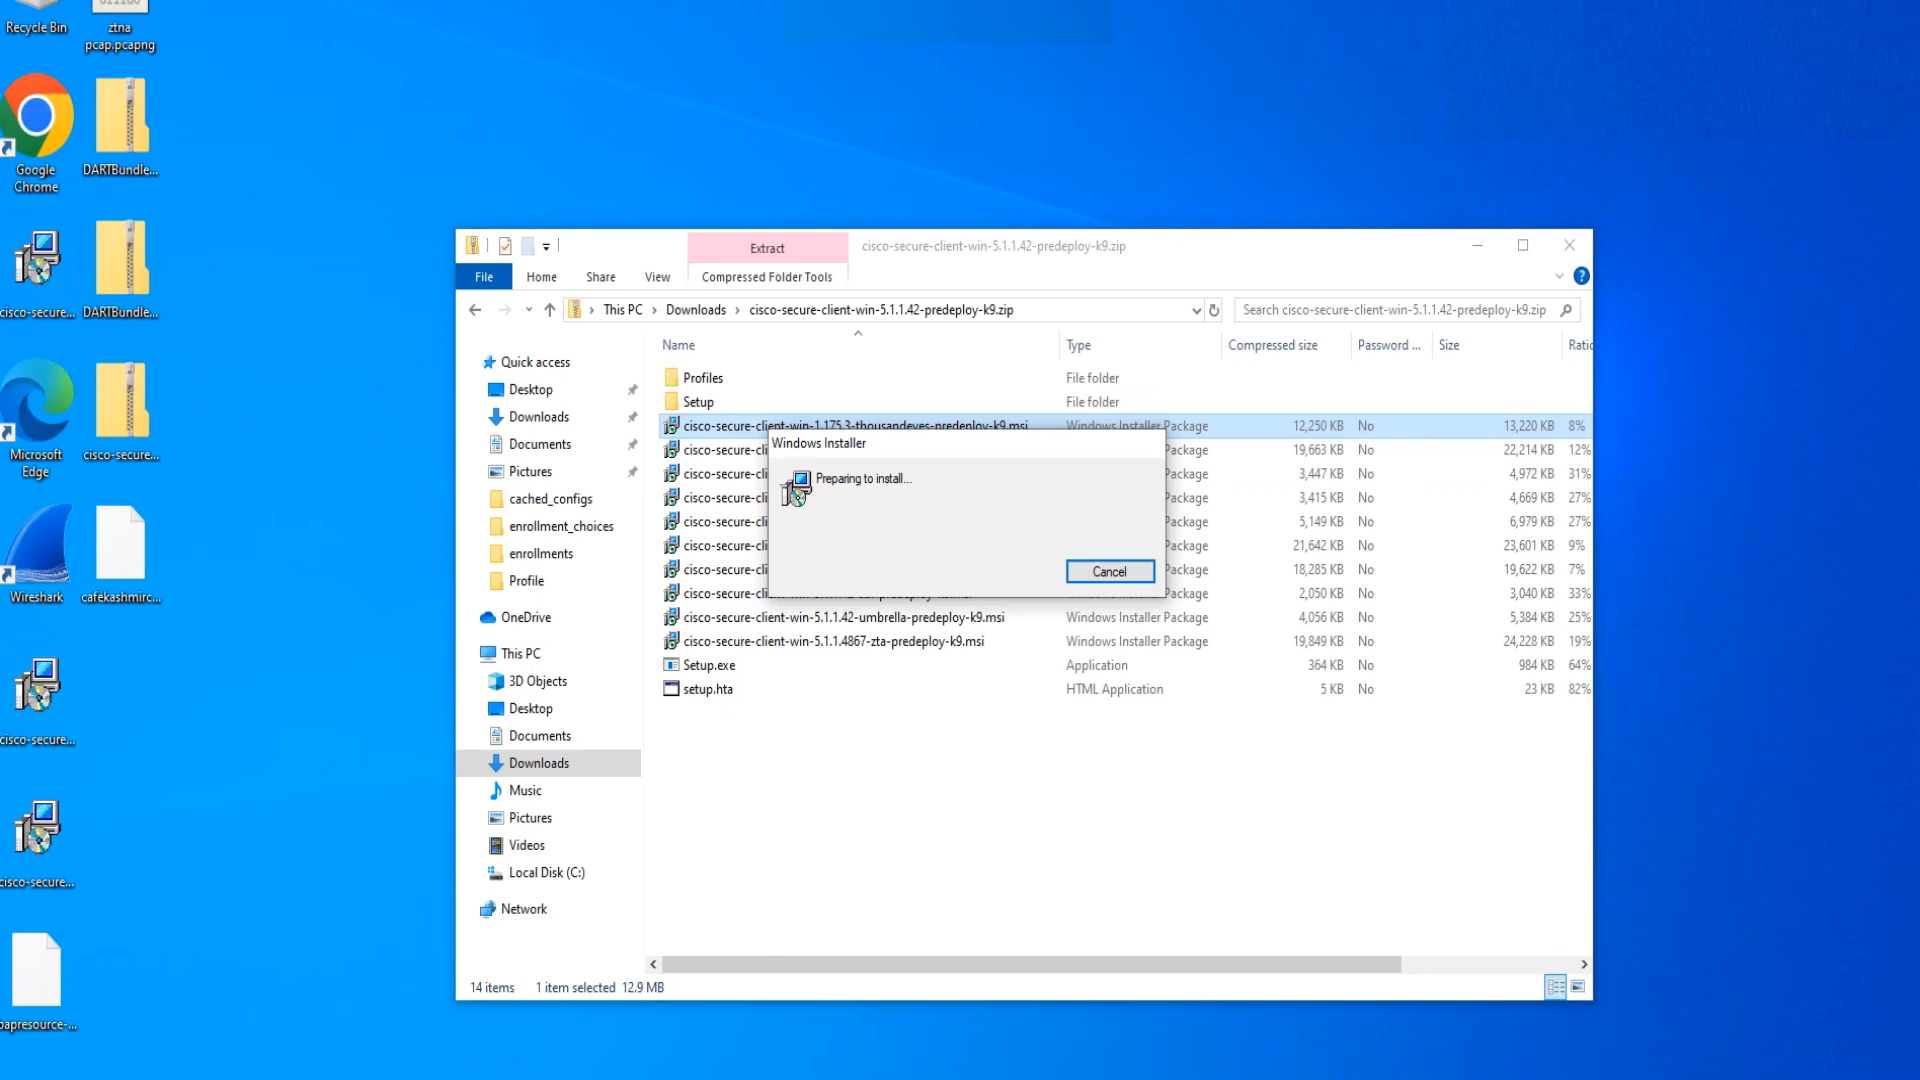 Recycle Bin
ztna
pcap.pcapng
Google
Chrome
DARTBundle...
cisco-secure...
DARTBundle...
Microsoft
Edge
cisco-secure...
Wireshark
cafekashmirc...
cisco-secure...
cisco-secure...
bapresource-...
Extract
cisco-secure-client-win-5.1.1.42-predeploy-k9.zip
File
Home
Share
View
Compressed Folder Tools
This PC
Downloads
cisco-secure-client-win-5.1.1.42-predeploy-k9.zip
Search cisco-secure-client-win-5.1.1.42-predeploy-k9.zip
Quick access
Desktop
Downloads
Documents
Pictures
cached_configs
enrollment_choices
enrollments
Profile
OneDrive
This PC
3D Objects
Desktop
Documents
Downloads
Music
Pictures
Videos
Local Disk (C:)
Network
Name Type Compressed size Password ... Size Ratio
Profiles File folder
Setup File folder
cisco-secure-client-win-1.175.3-thousandeyes-predeploy-k9.msi Windows Installer Package 12,250 KB No 13,220 KB 8%
cisco-secure-cli Package 19,663 KB No 22,214 KB 12%
cisco-secure-cli Package 3,447 KB No 4,972 KB 31%
cisco-secure-cli Package 3,415 KB No 4,669 KB 27%
cisco-secure-cli Package 5,149 KB No 6,979 KB 27%
cisco-secure-cli Package 21,642 KB No 23,601 KB 9%
cisco-secure-cli Package 18,285 KB No 19,622 KB 7%
cisco-secure-cli Package 2,050 KB No 3,040 KB 33%
cisco-secure-client-win-5.1.1.42-umbrella-predeploy-k9.msi Windows Installer Package 4,056 KB No 5,384 KB 25%
cisco-secure-client-win-5.1.1.4867-zta-predeploy-k9.msi Windows Installer Package 19,849 KB No 24,228 KB 19%
Setup.exe Application 364 KB No 984 KB 64%
setup.hta HTML Application 5 KB No 23 KB 82%
Windows Installer
Preparing to install...
Cancel
14 items 1 item selected 12.9 MB